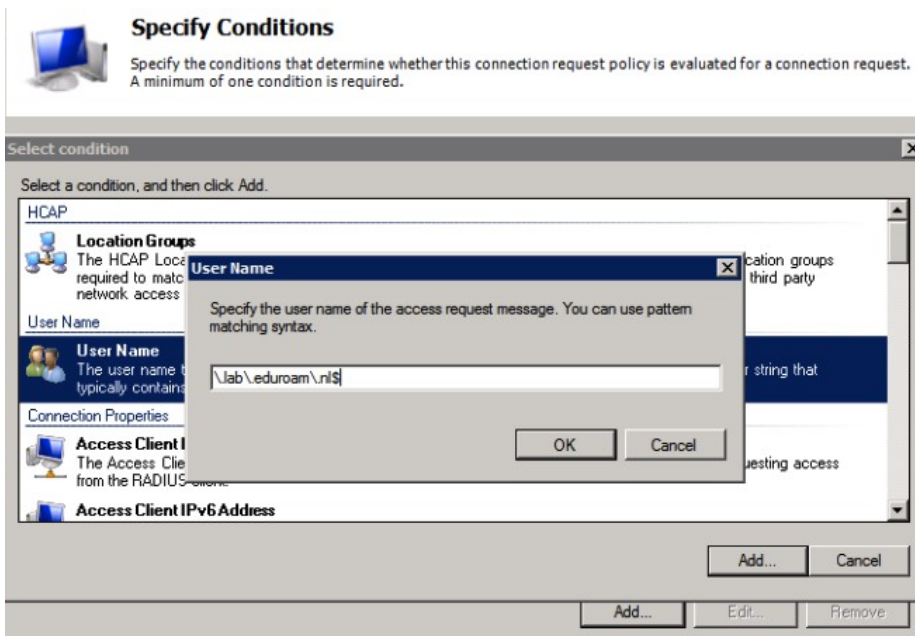 Specify Conditions
Specify the conditions that determine whether this connection request policy is evaluated for a connection request.
A minimum of one condition is required.
Select condition
Select a condition, and then click Add.
HCAP
Location Groups
The HCAP Loca
cation groups
required to matc
third party
network access
User Name
Specify the user name of the access request message. You can use pattern
matching syntax.
\.lab\.eduroam\.nl$
OK Cancel
User Name
User Name
The user name t
r string that
typically contains
Connection Properties
Access Client I
The Access Clie
uesting access
from the RADIUS
Access Client IPv6 Address
Add... Cancel
Add... Edit... Remove